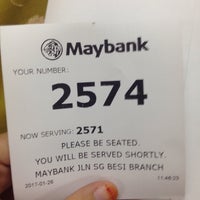 Maybank
YOUR NUMBER:
2574
NOW SERVING: 2571
PLEASE BE SEATED.
YOU WILL BE SERVED SHORTLY.
MAYBANK JLN SG BESI BRANCH
2017-01-26 11:46:23